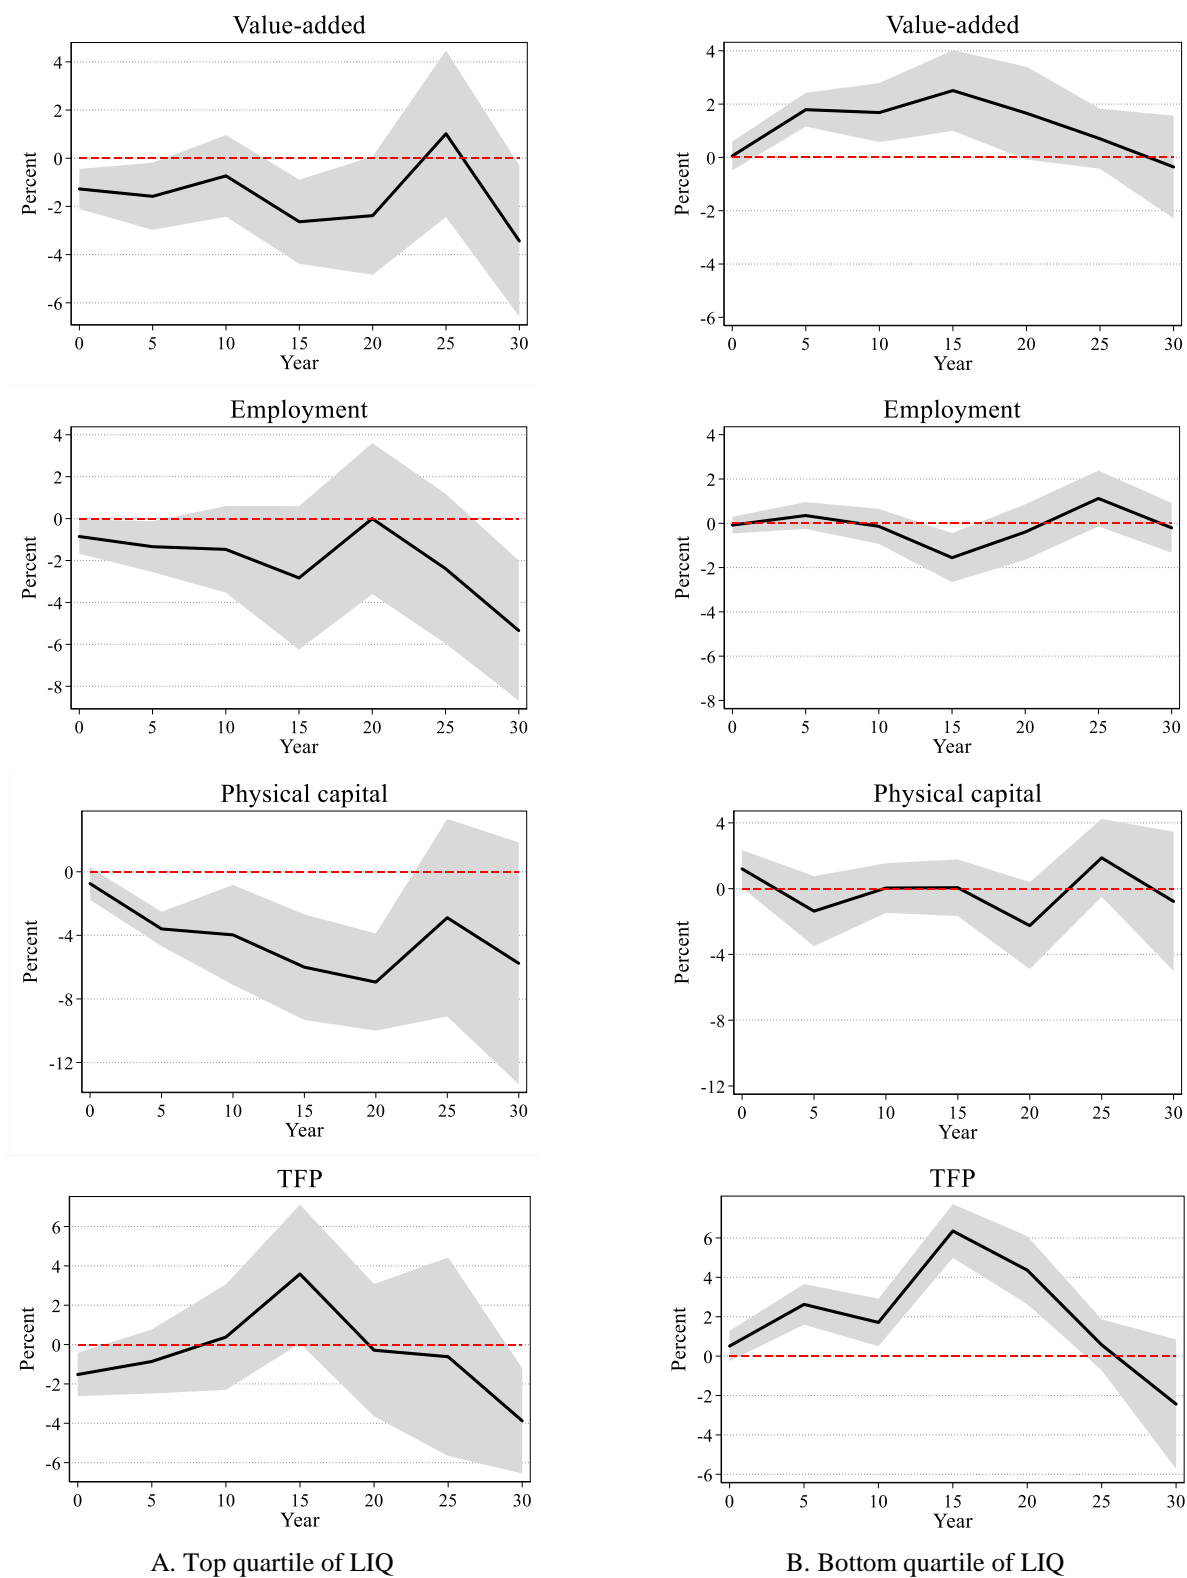 Value-added
4
2
0
-2
-4
-6
Percent
0 5 10 15 20 25 30
Year
Value-added
4
2
0
-2
-4
-6
Percent
0 5 10 15 20 25 30
Year
Employment
4
2
0
-2
-4
-6
-8
Percent
0 5 10 15 20 25 30
Year
Employment
4
2
0
-2
-4
-6
-8
Percent
0 5 10 15 20 25 30
Year
Physical capital
0
-4
-8
-12
Percent
0 5 10 15 20 25 30
Year
Physical capital
4
0
-4
-8
-12
Percent
0 5 10 15 20 25 30
Year
TFP
6
4
2
0
-2
-4
-6
Percent
0 5 10 15 20 25 30
Year
TFP
6
4
2
0
-2
-4
-6
Percent
0 5 10 15 20 25 30
Year
A. Top quartile of LIQ
B. Bottom quartile of LIQ